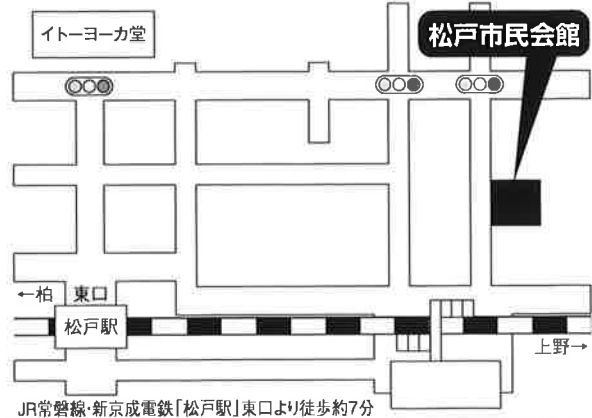 イトーヨーカ堂
松戸市民会館
←柏
東口
松戸駅
上野→
JR常磐線・新京成電鉄「松戸駅」東口より徒歩約7分